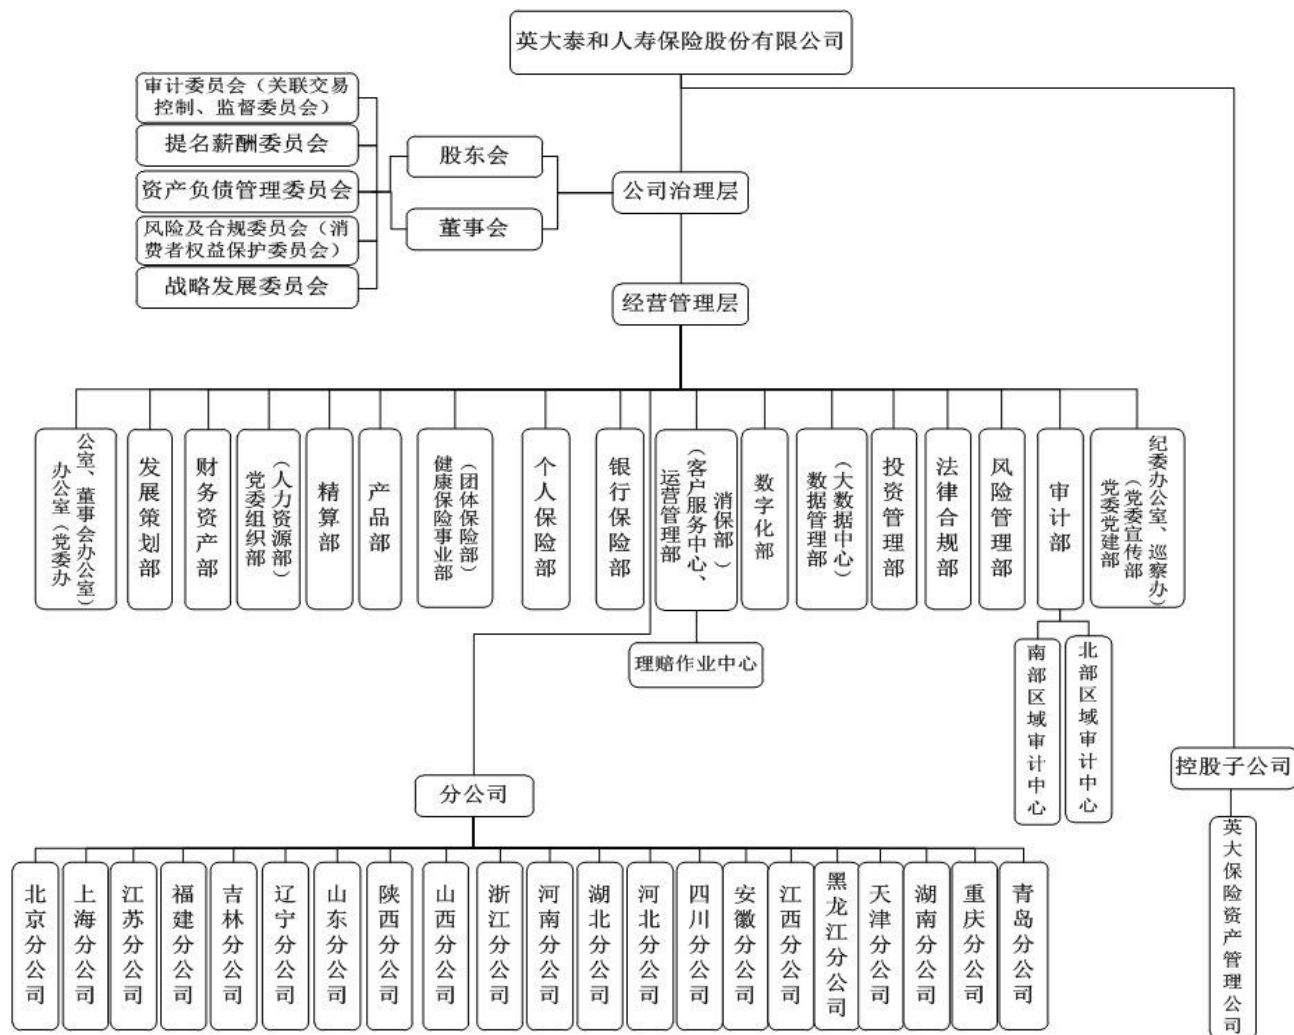 英大泰和人寿保险股份有限公司
审计委员会（关联交易
控制、监督委员会）
提名薪酬委员会
资产负债管理委员会
风险及合规委员会（消
费者权益保护委员会）
战略发展委员会
股东会
董事会
公司治理层
经营管理层
办公室（党委办
公室、董事会办公室）
发展策划部
财务资产部
党委组织部
（人力资源部）
精算部
产品部
健康保险事业部
（团体保险部）
个人保险部
银行保险部
运营管理部
（客户服务中心、
消保部）
数字化部
数据管理部
（大数据中心）
投资管理部
法律合规部
风险管理部
审计部
党委党建部
（党委宣传部
纪委办公室、巡察办）
理赔作业中心
南部区域审计中心
北部区域审计中心
控股子公司
英大保险资产管理公司
分公司
北京分公司
上海分公司
江苏分公司
福建分公司
吉林分公司
辽宁分公司
山东分公司
陕西分公司
山西分公司
浙江分公司
河南分公司
湖北分公司
河北分公司
四川分公司
安徽分公司
江西分公司
黑龙江分公司
天津分公司
湖南分公司
重庆分公司
青岛分公司